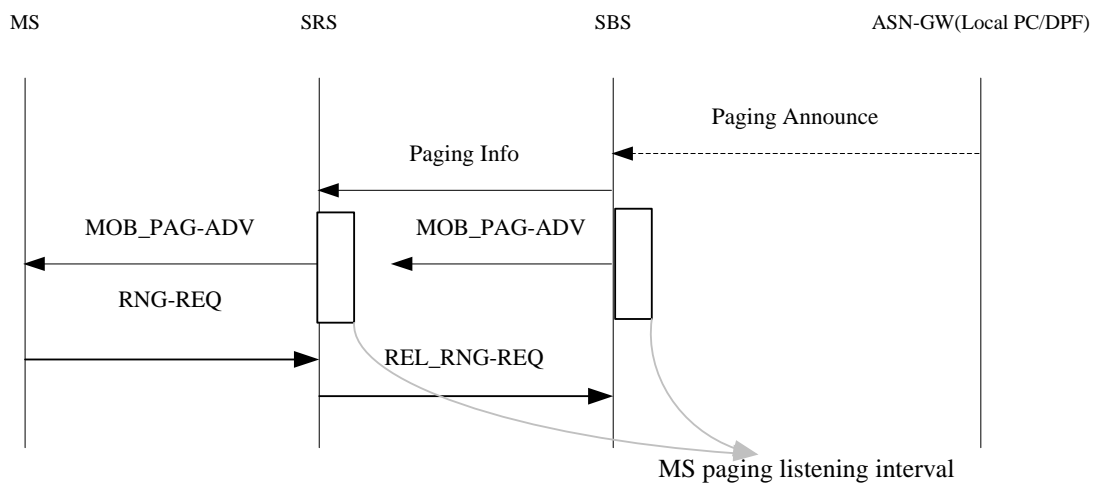 MS
SRS
SBS
ASN-GW(Local PC/DPF)
Paging Announce
Paging Info
MOB_PAG-ADV
MOB_PAG-ADV
RNG-REQ
REL_RNG-REQ
MS paging listening interval